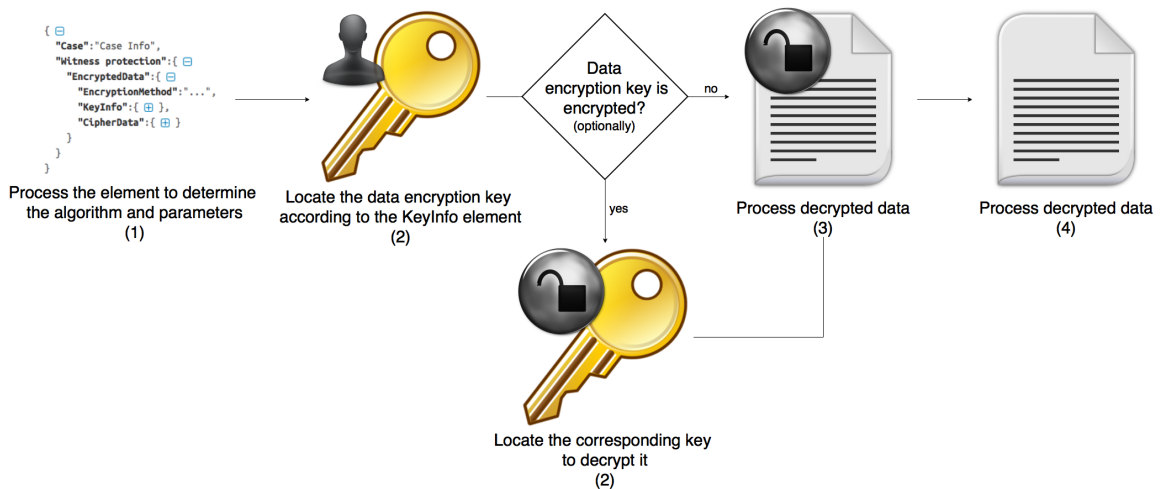 {
"Case":"Case Info",
"Witness protection":{
"EncryptedData":{
"EncryptionMethod":"...",
"KeyInfo":{ },
"CipherData":{ }
}
}
}
Process the element to determine
the algorithm and parameters
(1)
Locate the data encryption key
according to the KeyInfo element
(2)
Data
encryption key is
encrypted?
(optionally)
no
yes
Locate the corresponding key
to decrypt it
(2)
Process decrypted data
(3)
Process decrypted data
(4)